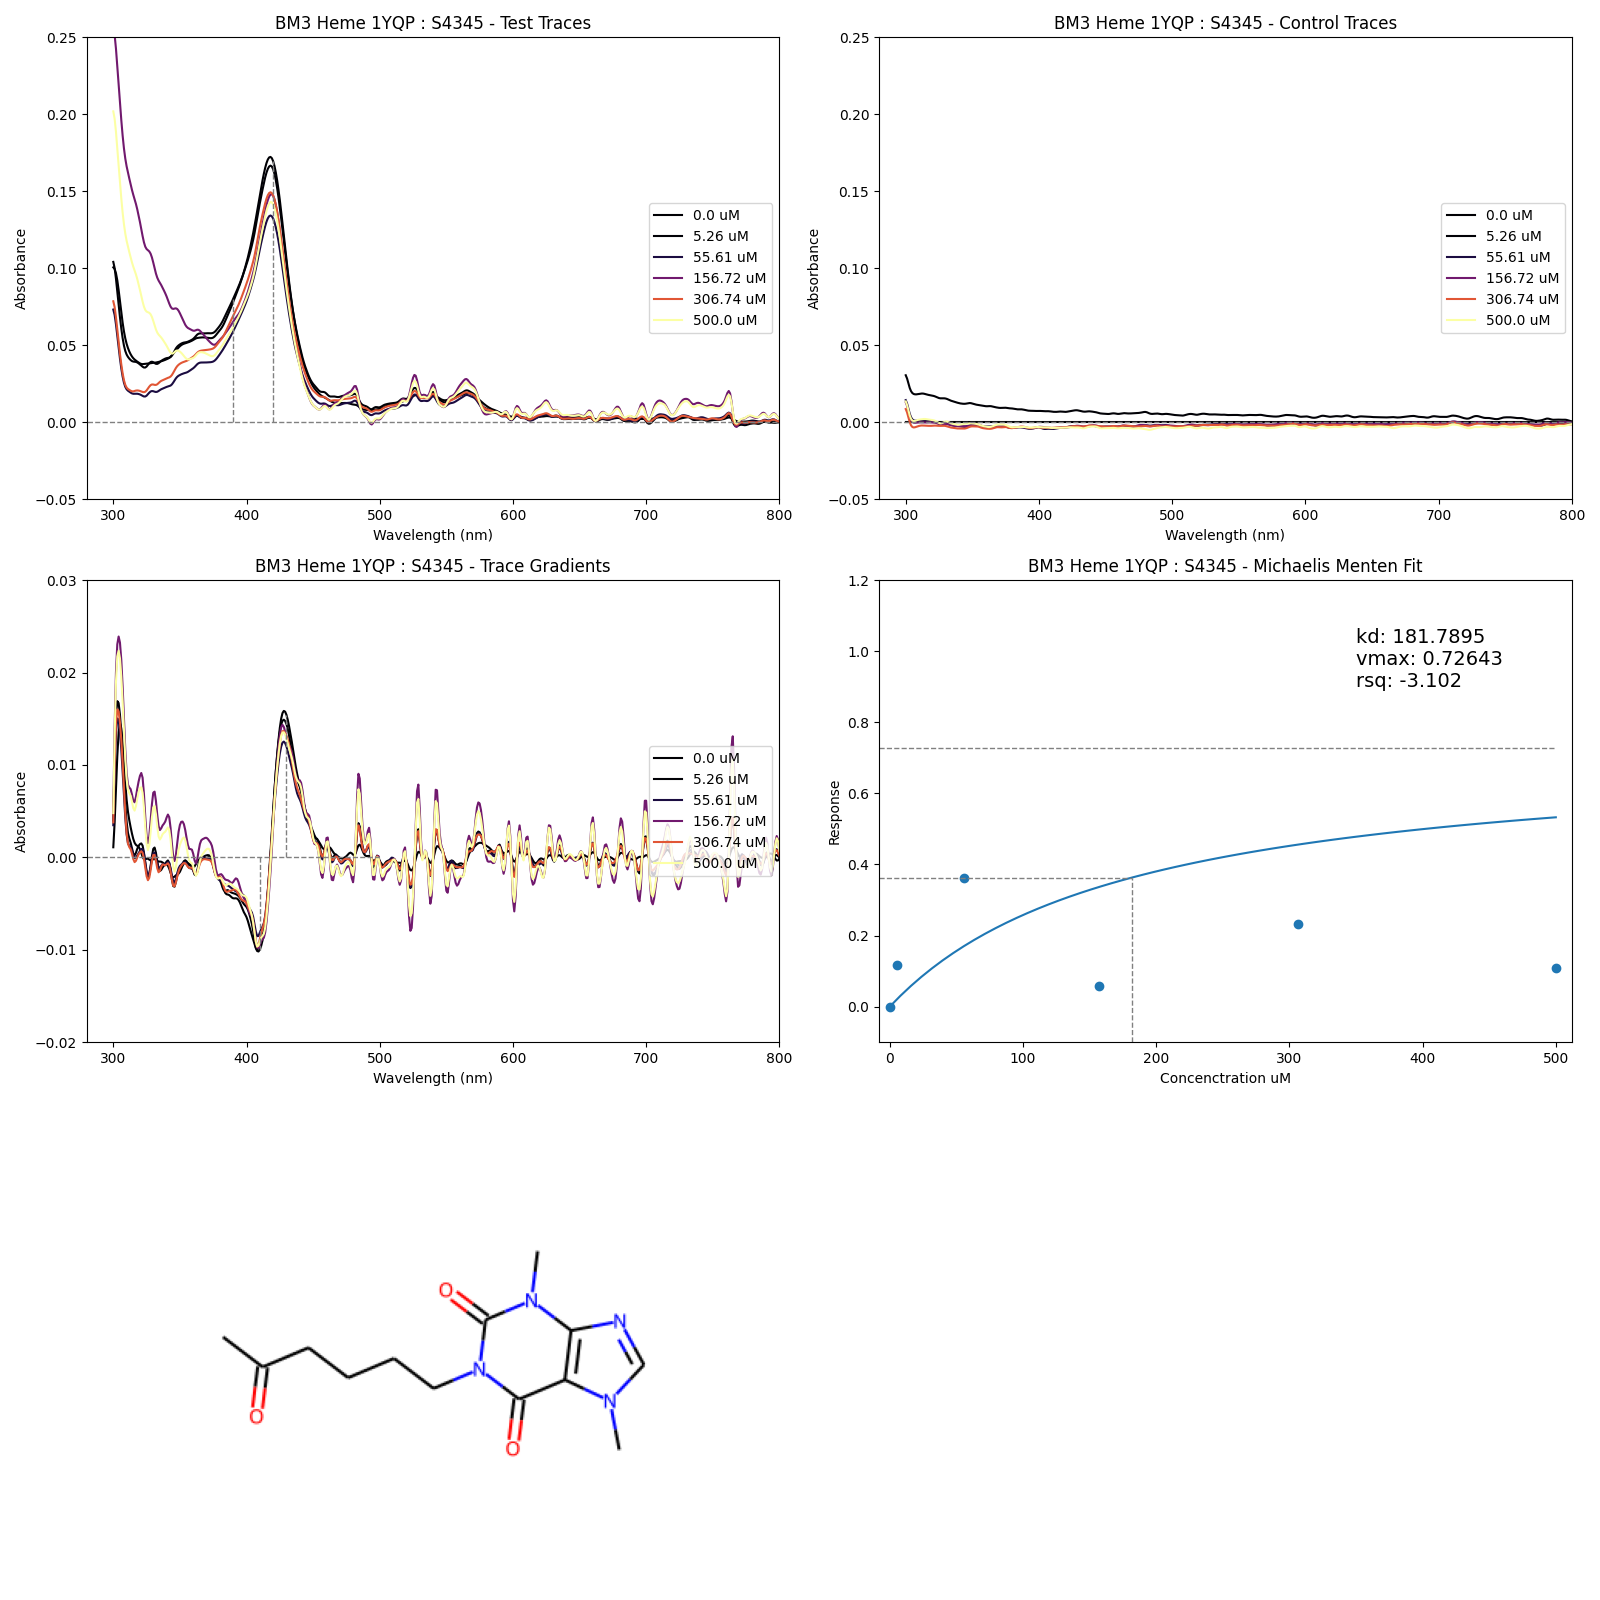 BM3 Heme 1YQP : S4345 - Test Traces
0.25
0.20
0.15
0.10
0.05
0.00
−0.05
Absorbance
300 400 500 600 700 800
Wavelength (nm)
0.0 uM
5.26 uM
55.61 uM
156.72 uM
306.74 uM
500.0 uM
BM3 Heme 1YQP : S4345 - Control Traces
0.25
0.20
0.15
0.10
0.05
0.00
−0.05
Absorbance
300 400 500 600 700 800
Wavelength (nm)
0.0 uM
5.26 uM
55.61 uM
156.72 uM
306.74 uM
500.0 uM
BM3 Heme 1YQP : S4345 - Trace Gradients
0.03
0.02
0.01
0.00
−0.01
−0.02
Absorbance
300 400 500 600 700 800
Wavelength (nm)
0.0 uM
5.26 uM
55.61 uM
156.72 uM
306.74 uM
500.0 uM
BM3 Heme 1YQP : S4345 - Michaelis Menten Fit
1.2
1.0
0.8
0.6
0.4
0.2
0.0
Response
kd: 181.7895
vmax: 0.72643
rsq: -3.102
0 100 200 300 400 500
Concenctration uM
O
N
N
N
N
O
O